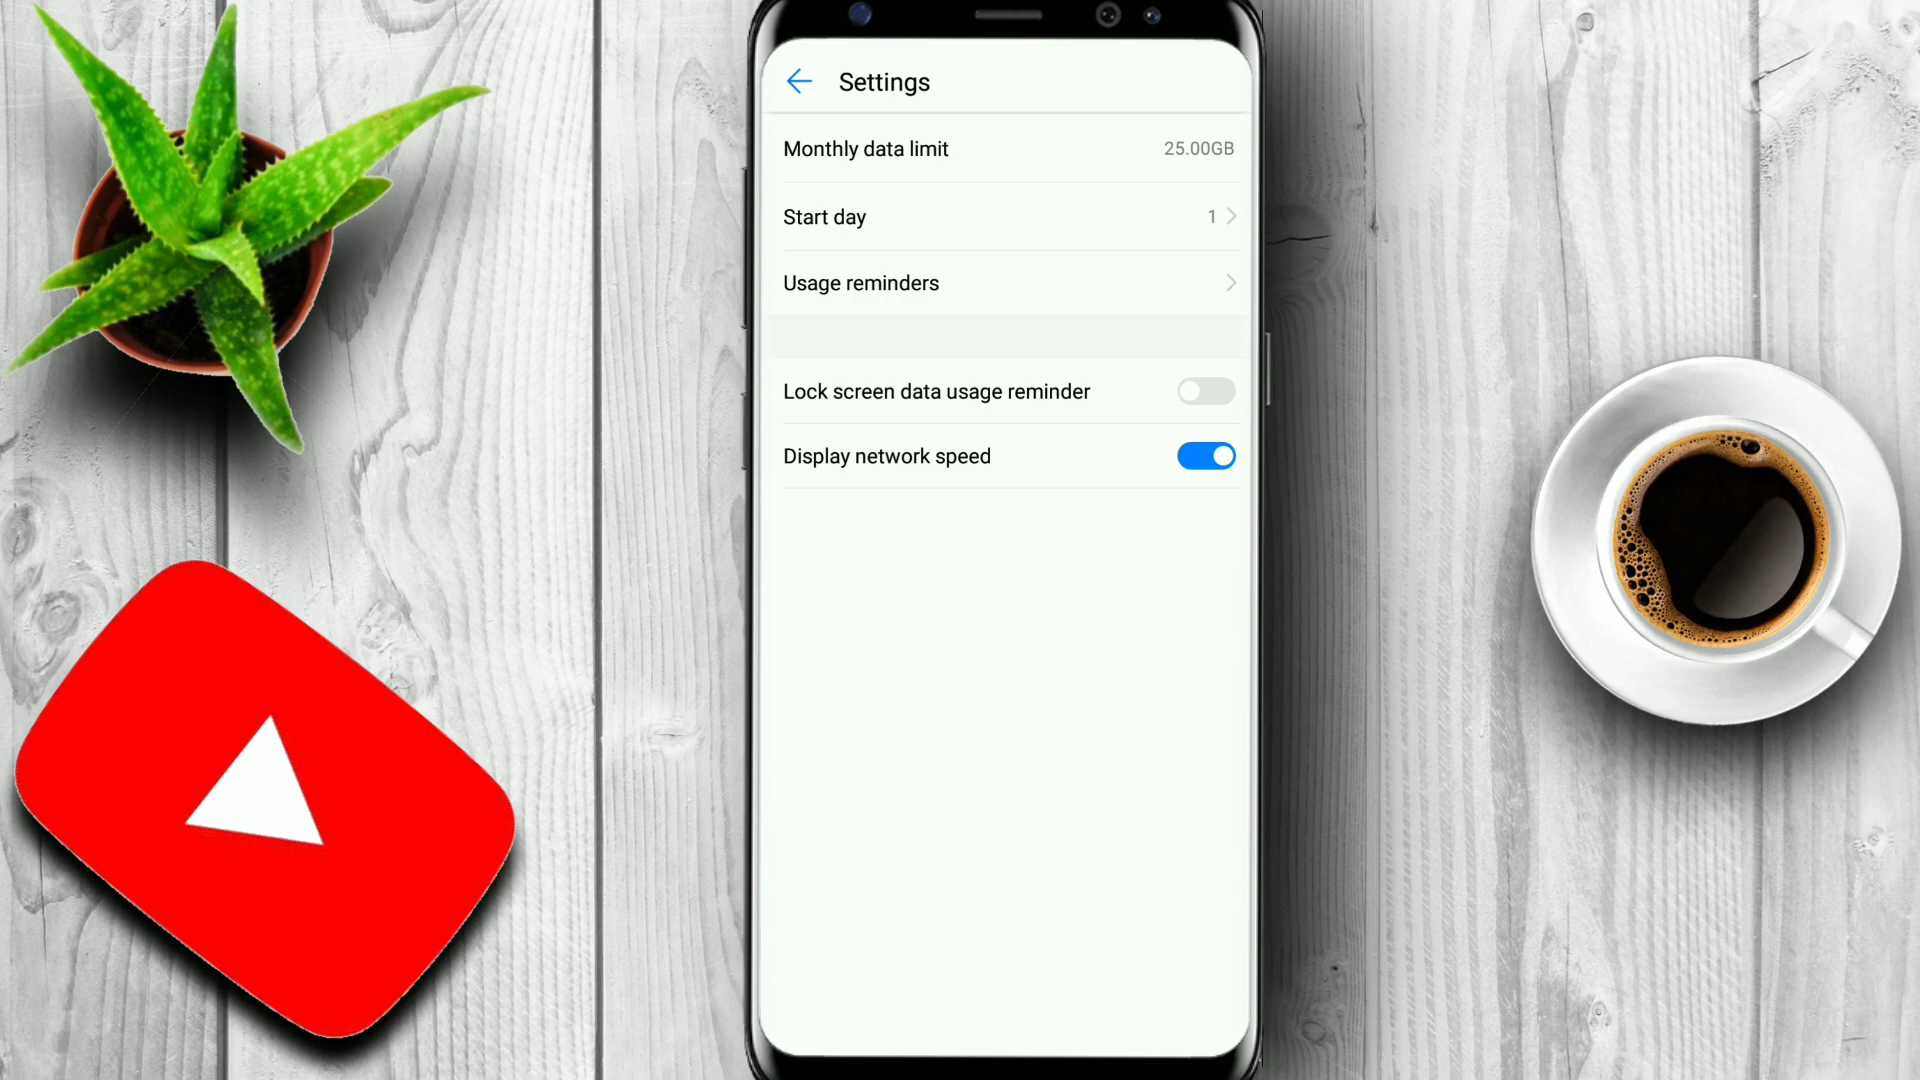 Settings
Monthly data limit 25.00GB
Start day 1
Usage reminders
Lock screen data usage reminder
Display network speed